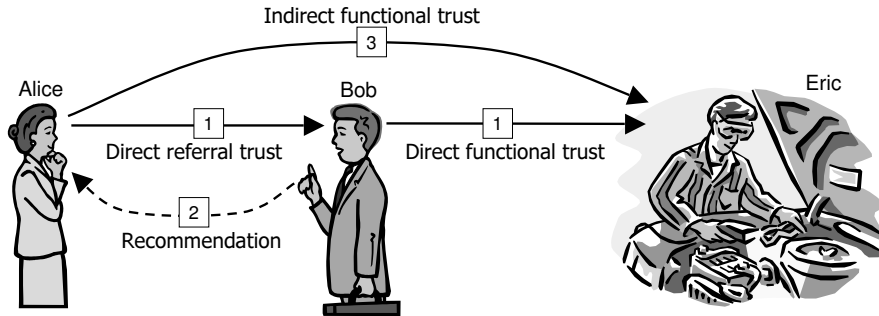 Indirect functional trust
3
Alice
Bob
Eric
1
1
Direct referral trust
Direct functional trust
2
Recommendation